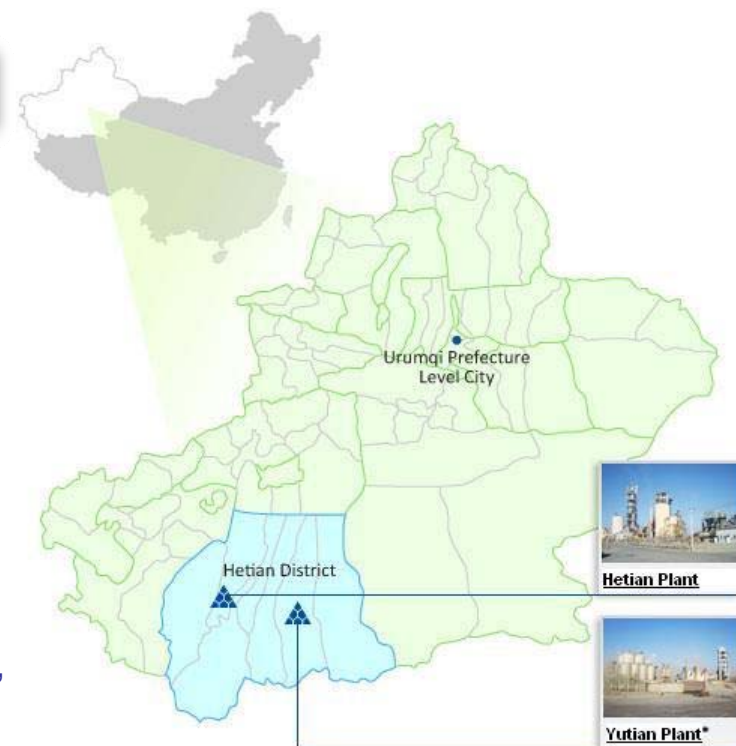 Urumqi Prefecture
Level City
Hetian District
Hetian Plant
Yutian Plant*